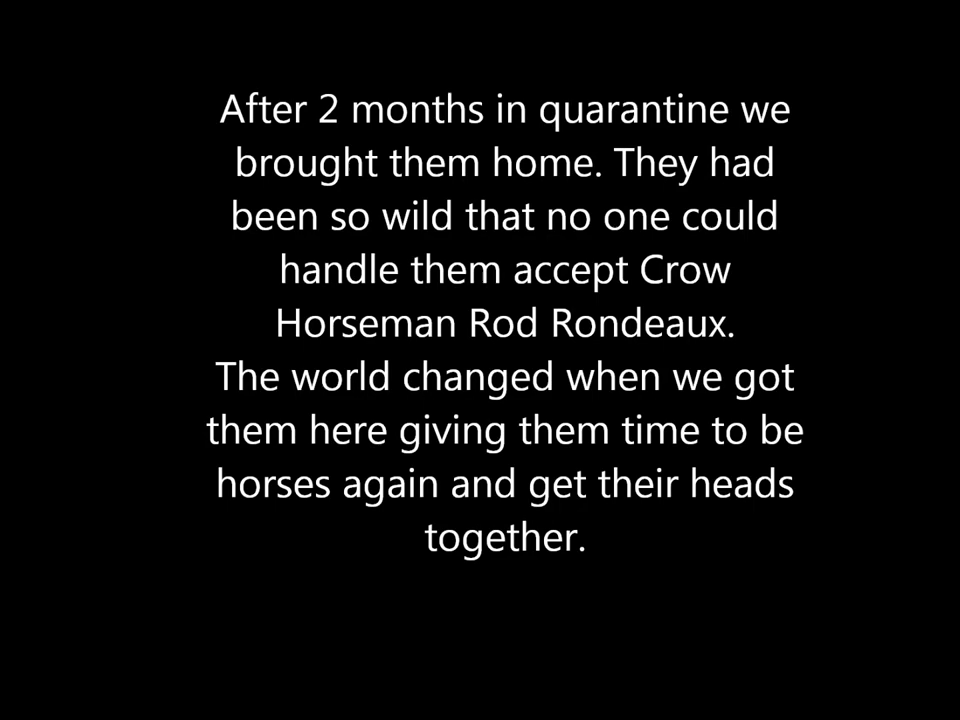 After 2 months in quarantine we
brought them home. They had
been so wild that no one could
handle them accept Crow
Horseman Rod Rondeaux.
The world changed when we got
them here giving them time to be
horses again and get their heads
together.